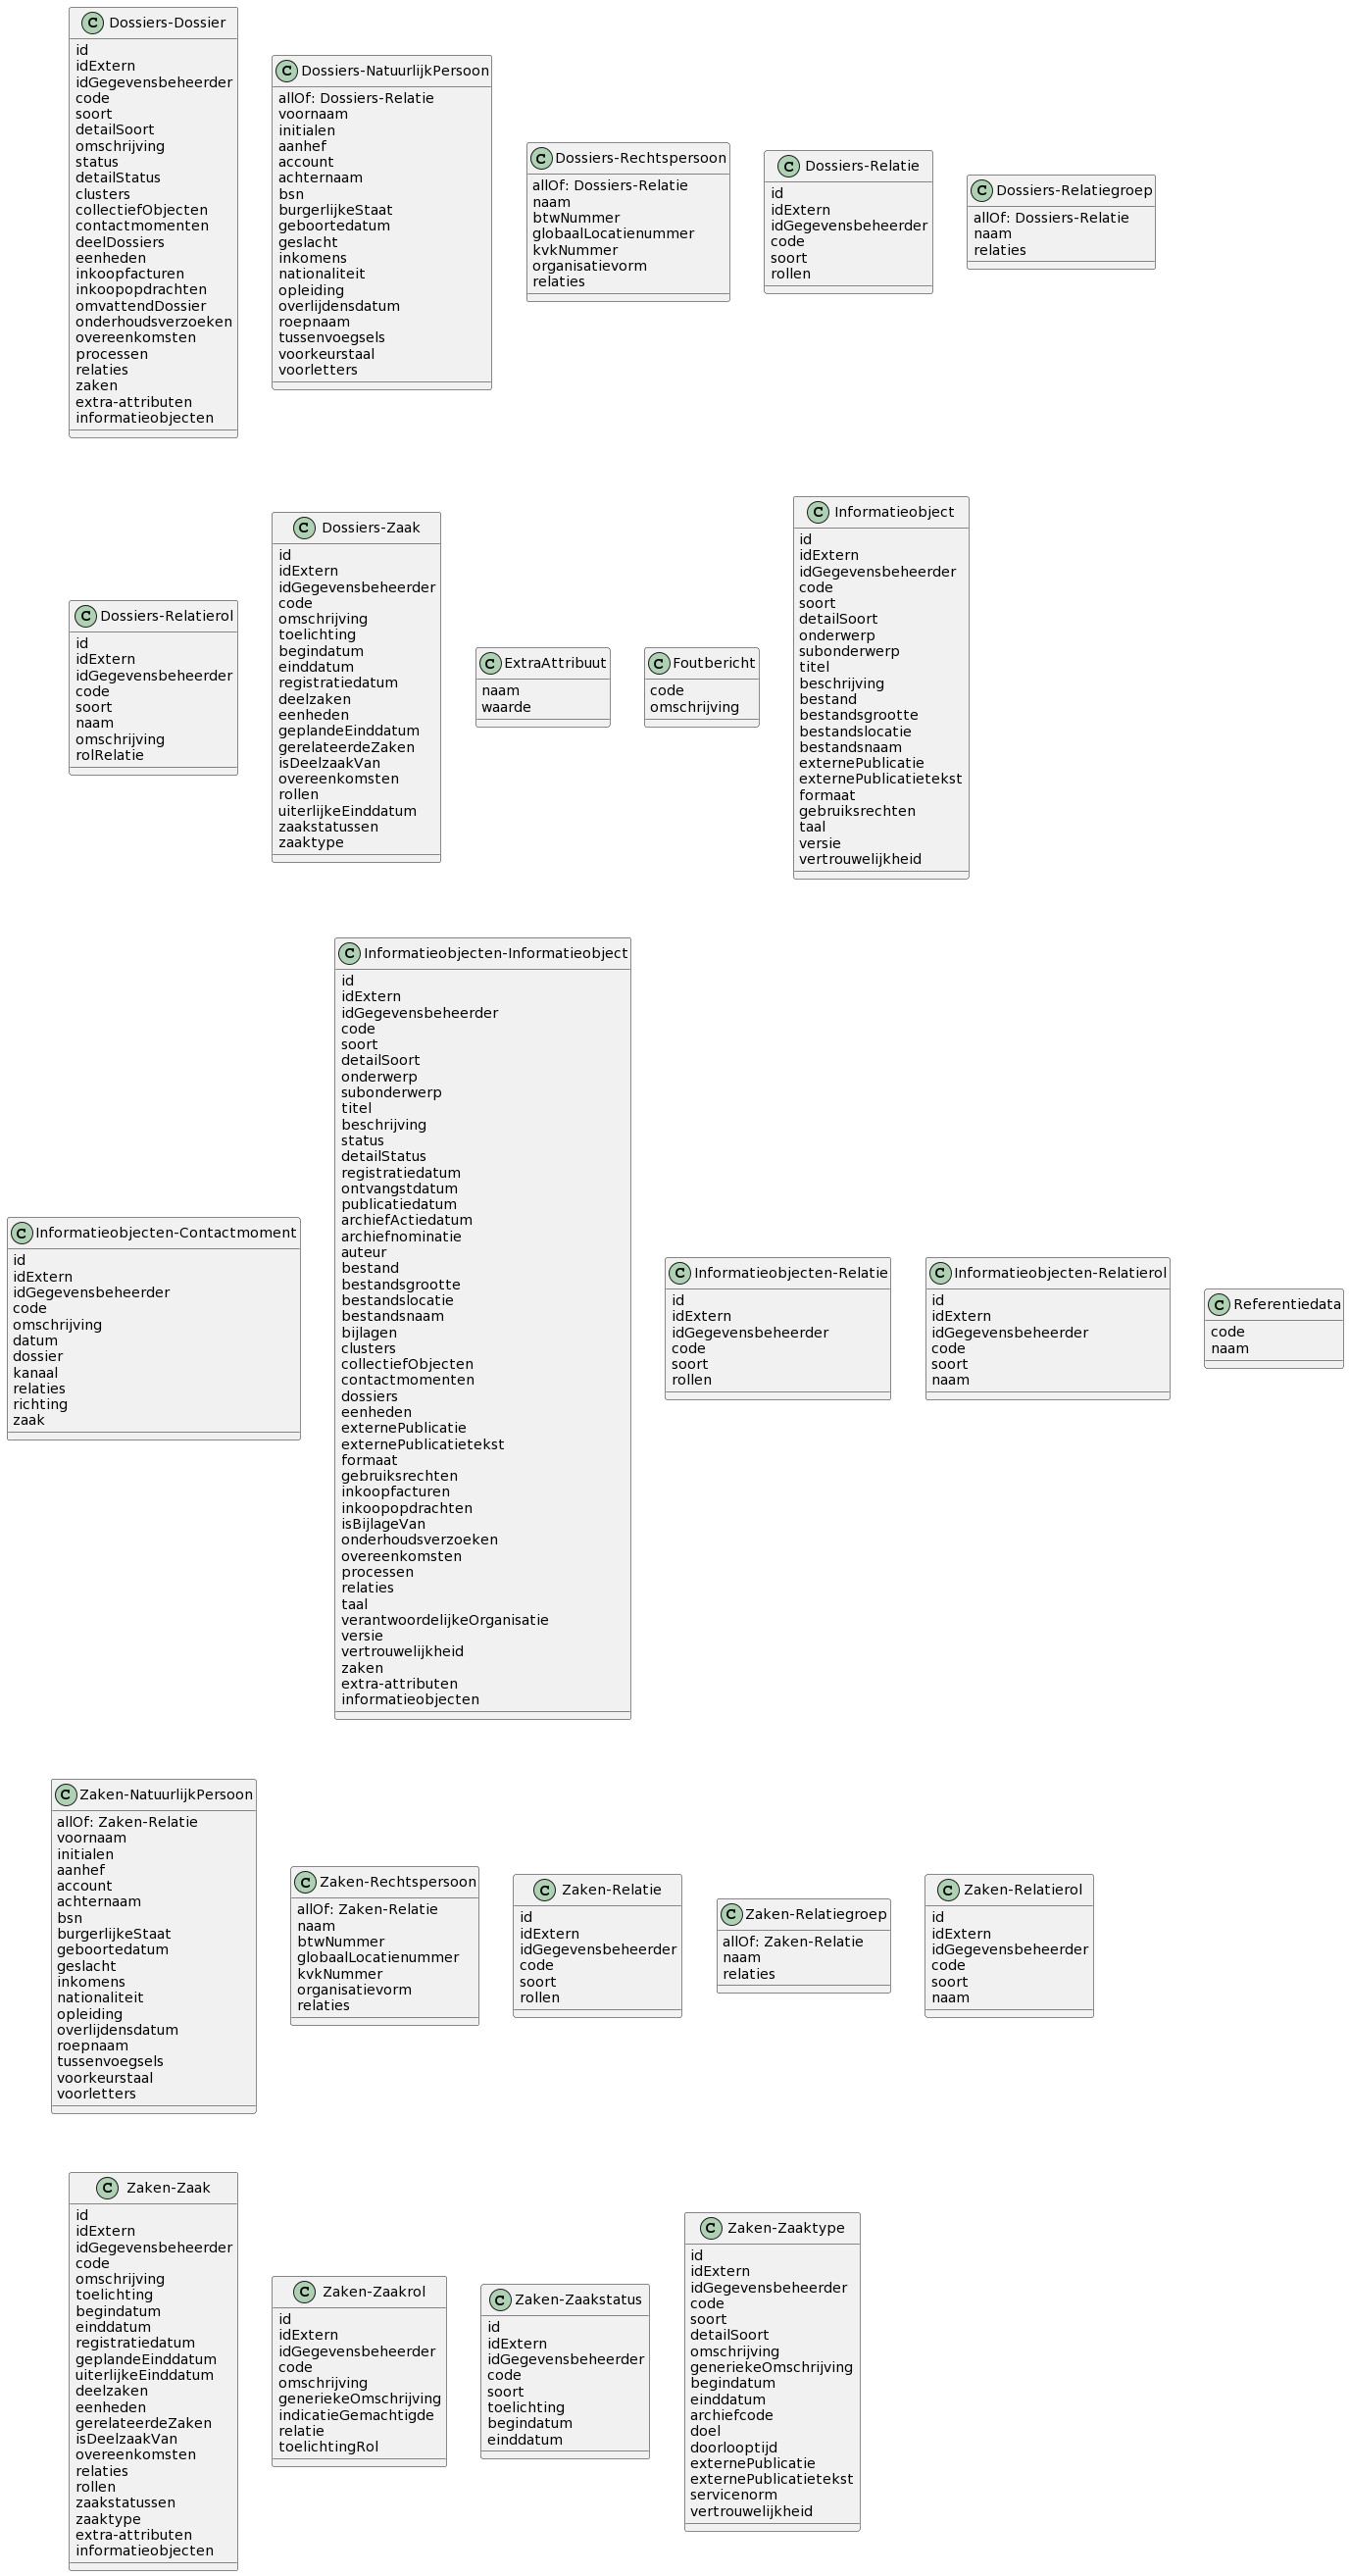 C Dossiers-Dossier
id
idExtern
idGegevensbeheerder
code
soort
detailSoort
omschrijving
status
detailStatus
clusters
collectiefObjecten
contactmomenten
deelDossiers
eenheden
inkoopfacturen
inkoopopdrachten
omvattendDossier
onderhoudsverzoeken
overeenkomsten
processen
relaties
zaken
extra-attributen
informatieobjecten
C Dossiers-NatuurlijkPersoon
allOf: Dossiers-Relatie
voornaam
initialen
aanhef
account
achternaam
bsn
burgerlijkeStaat
geboortedatum
geslacht
inkomens
nationaliteit
opleiding
overlijdensdatum
roepnaam
tussenvoegsels
voorkeurstaal
voorletters
C Dossiers-Rechtspersoon
allOf: Dossiers-Relatie
naam
btwNummer
globaalLocatienummer
kvkNummer
organisatievorm
relaties
C Dossiers-Relatie
id
idExtern
idGegevensbeheerder
code
soort
rollen
C Dossiers-Relatiegroep
allOf: Dossiers-Relatie
naam
relaties
C Dossiers-Relatierol
id
idExtern
idGegevensbeheerder
code
soort
naam
omschrijving
rolRelatie
C Dossiers-Zaak
id
idExtern
idGegevensbeheerder
code
omschrijving
toelichting
begindatum
einddatum
registratiedatum
deelzaken
eenheden
geplandeEinddatum
gerelateerdeZaken
isDeelzaakVan
overeenkomsten
rollen
uiterlijkeEinddatum
zaakstatussen
zaaktype
C ExtraAttribuut
naam
waarde
C Foutbericht
code
omschrijving
C Informatieobject
id
idExtern
idGegevensbeheerder
code
soort
detailSoort
onderwerp
subonderwerp
titel
beschrijving
bestand
bestandsgrootte
bestandslocatie
bestandsnaam
externePublicatie
externePublicatietekst
formaat
gebruiksrechten
taal
versie
vertrouwelijkheid
C Informatieobjecten-Contactmoment
id
idExtern
idGegevensbeheerder
code
omschrijving
datum
dossier
kanaal
relaties
richting
zaak
C Informatieobjecten-Informatieobject
id
idExtern
idGegevensbeheerder
code
soort
detailSoort
onderwerp
subonderwerp
titel
beschrijving
status
detailStatus
registratiedatum
ontvangstdatum
publicatiedatum
archiefActiedatum
archiefnominatie
auteur
bestand
bestandsgrootte
bestandslocatie
bestandsnaam
bijlagen
clusters
collectiefObjecten
contactmomenten
dossiers
eenheden
externePublicatie
externePublicatietekst
formaat
gebruiksrechten
inkoopfacturen
inkoopopdrachten
isBijlageVan
onderhoudsverzoeken
overeenkomsten
processen
relaties
taal
verantwoordelijkeOrganisatie
versie
vertrouwelijkheid
zaken
extra-attributen
informatieobjecten
C Informatieobjecten-Relatie
id
idExtern
idGegevensbeheerder
code
soort
rollen
C Informatieobjecten-Relatierol
id
idExtern
idGegevensbeheerder
code
soort
naam
C Referentiedata
code
naam
C Zaken-NatuurlijkPersoon
allOf: Zaken-Relatie
voornaam
initialen
aanhef
account
achternaam
bsn
burgerlijkeStaat
geboortedatum
geslacht
inkomens
nationaliteit
opleiding
overlijdensdatum
roepnaam
tussenvoegsels
voorkeurstaal
voorletters
C Zaken-Rechtspersoon
allOf: Zaken-Relatie
naam
btwNummer
globaalLocatienummer
kvkNummer
organisatievorm
relaties
C Zaken-Relatie
id
idExtern
idGegevensbeheerder
code
soort
rollen
C Zaken-Relatiegroep
allOf: Zaken-Relatie
naam
relaties
C Zaken-Relatierol
id
idExtern
idGegevensbeheerder
code
soort
naam
C Zaken-Zaak
id
idExtern
idGegevensbeheerder
code
omschrijving
toelichting
begindatum
einddatum
registratiedatum
geplandeEinddatum
uiterlijkeEinddatum
deelzaken
eenheden
gerelateerdeZaken
isDeelzaakVan
overeenkomsten
relaties
rollen
zaakstatussen
zaaktype
extra-attributen
informatieobjecten
C Zaken-Zaakrol
id
idExtern
idGegevensbeheerder
code
omschrijving
generiekeOmschrijving
indicatieGemachtigde
relatie
toelichtingRol
C Zaken-Zaakstatus
id
idExtern
idGegevensbeheerder
code
soort
toelichting
begindatum
einddatum
C Zaken-Zaaktype
id
idExtern
idGegevensbeheerder
code
soort
detailSoort
omschrijving
generiekeOmschrijving
begindatum
einddatum
archiefcode
doel
doorlooptijd
externePublicatie
externePublicatietekst
servicenorm
vertrouwelijkheid